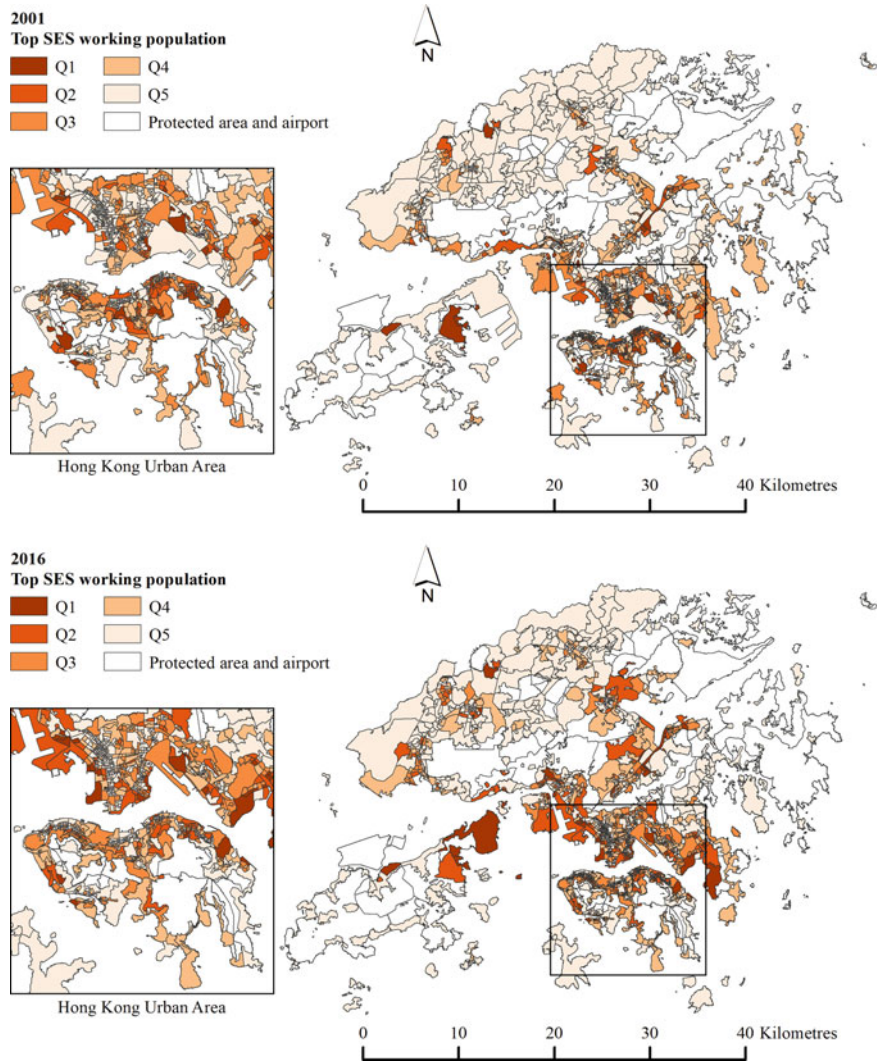 2001
Top SES working population
Q1 Q4
Q2 Q5
Q3 Protected area and airport
N
Hong Kong Urban Area
0 10 20 30 40 Kilometres
2016
Top SES working population
Q1 Q4
Q2 Q5
Q3 Protected area and airport
N
Hong Kong Urban Area
0 10 20 30 40 Kilometres